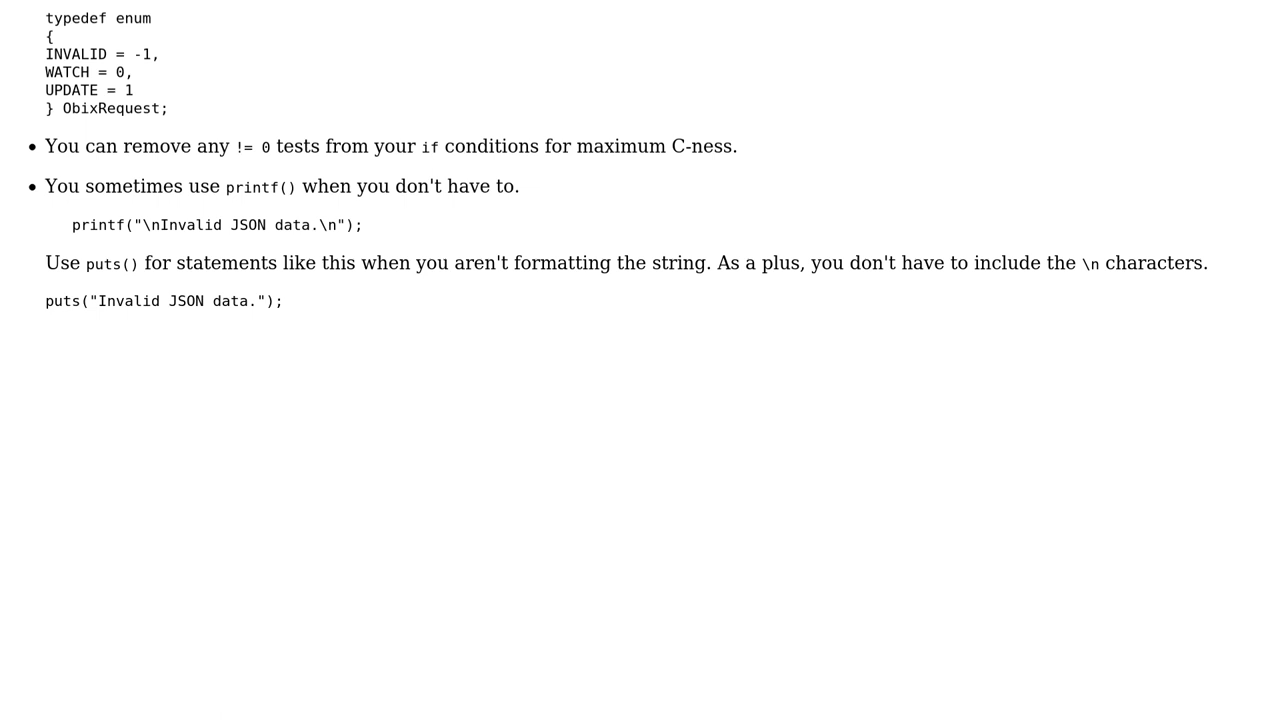 typedef enum
{
INVALID = -1,
WATCH = 0,
UPDATE = 1
} ObixRequest;
• You can remove any != 0 tests from your if conditions for maximum C-ness.
• You sometimes use printf() when you don't have to.
printf("\nInvalid JSON data.\n");
Use puts() for statements like this when you aren't formatting the string. As a plus, you don't have to include the \n characters.
puts("Invalid JSON data.");